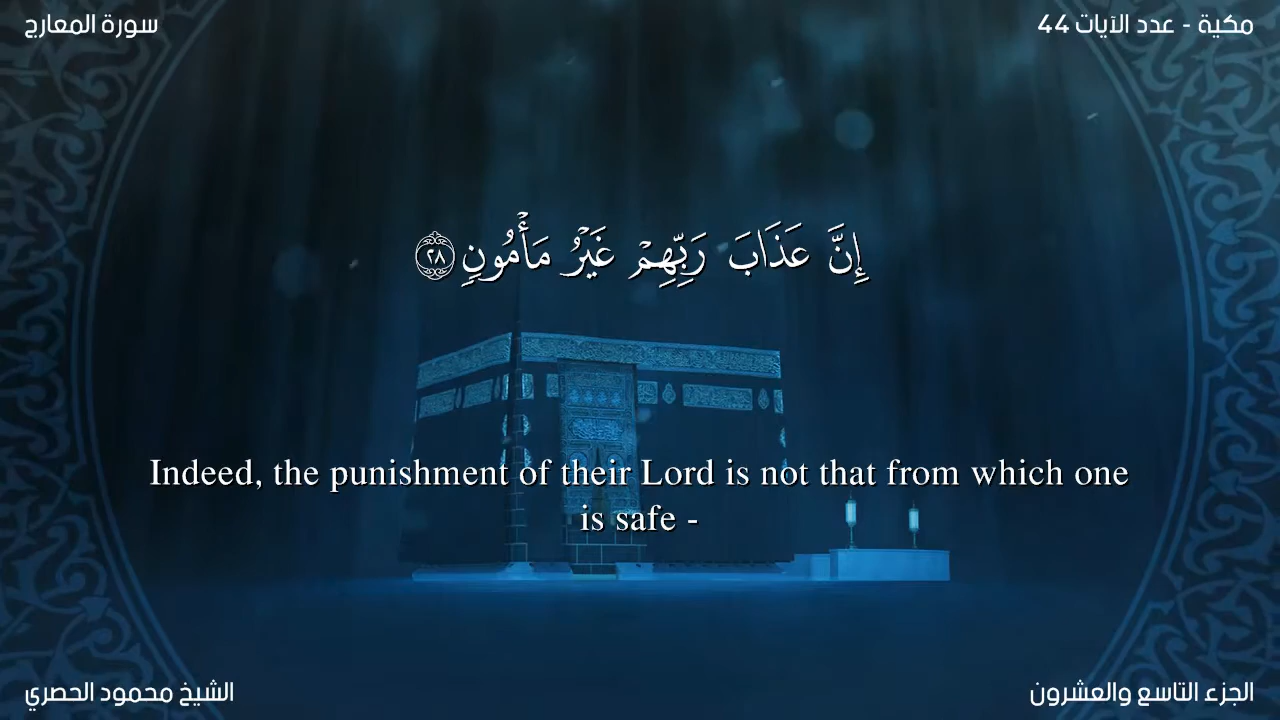 سورة المعارج
مكية - عدد الآيات 44
إِنَّ عَذَابَ رَبِّهِمْ غَيْرُ مَأْمُونٍ ٢٨
Indeed, the punishment of their Lord is not that from which one
is safe -
الشيخ محمود الحصري
الجزء التاسع والعشرون